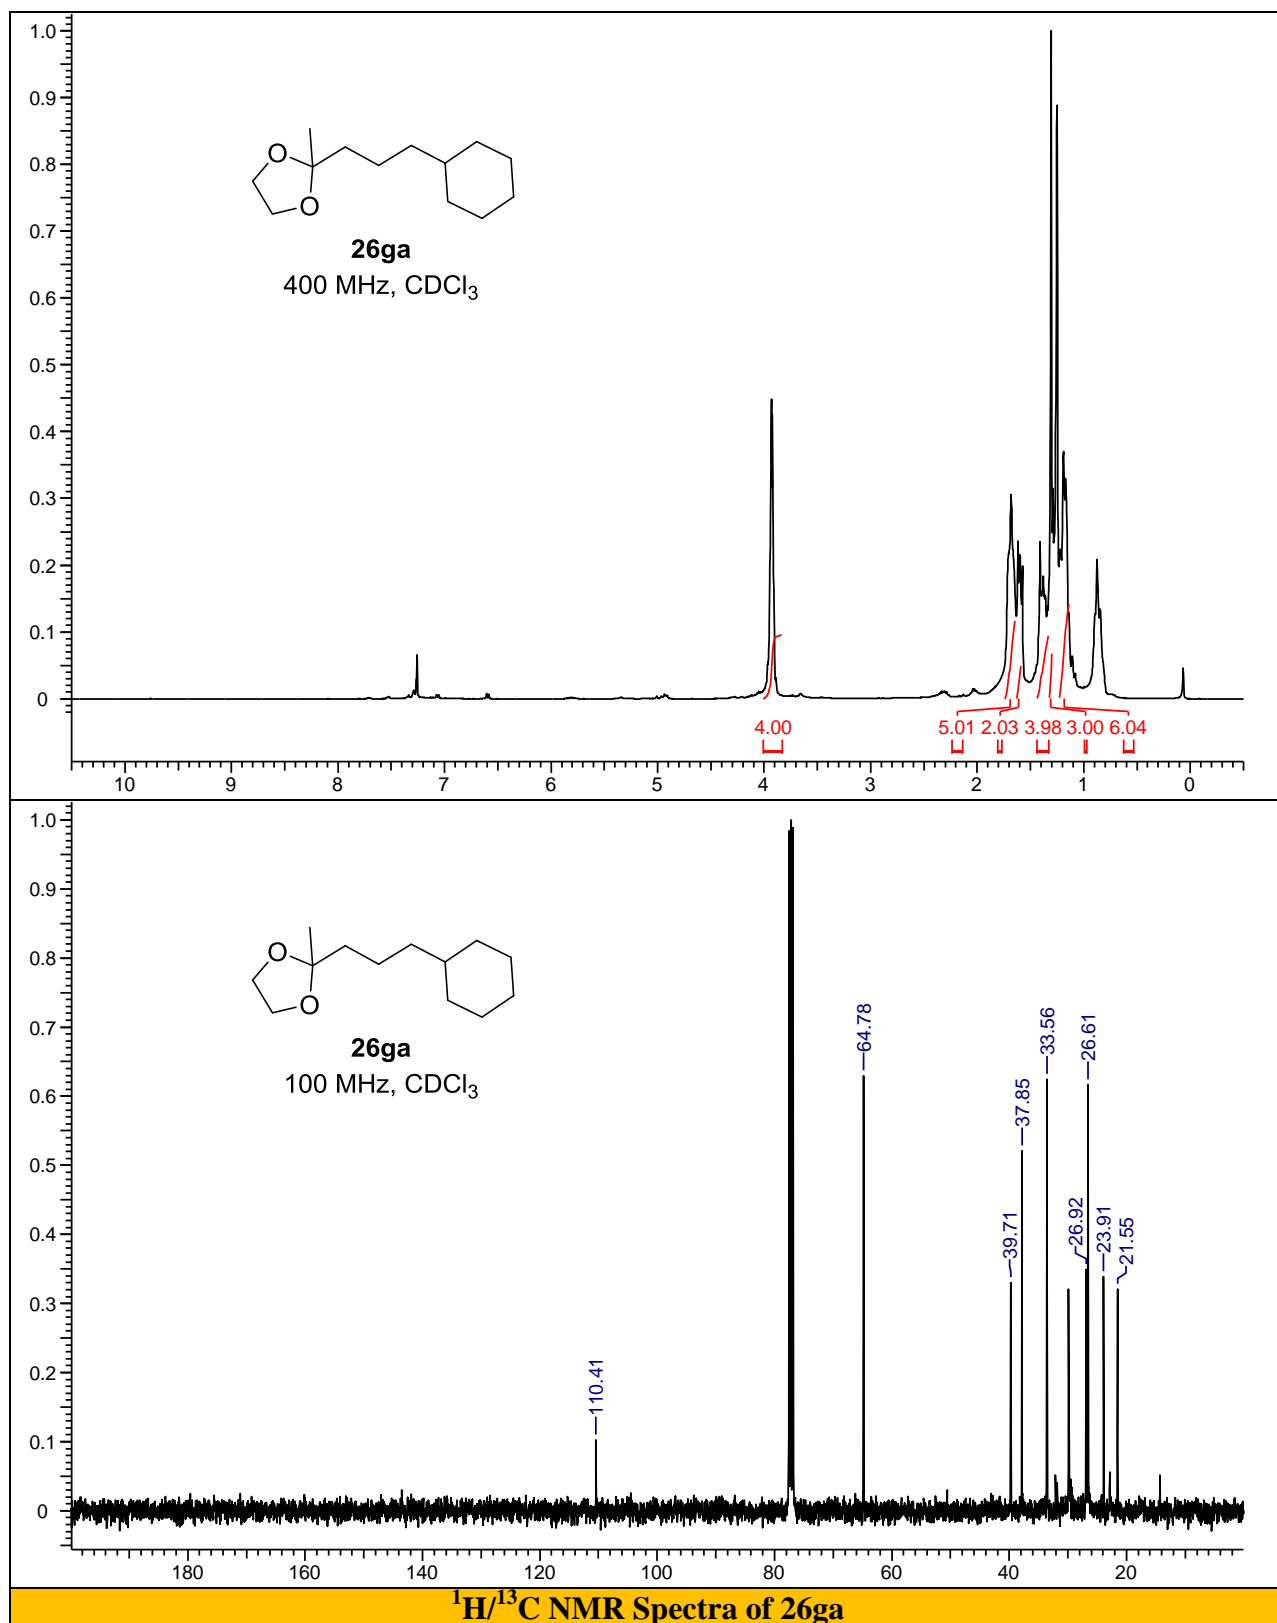 1.0
0.9
0.8
0.7
0.6
0.5
0.4
0.3
0.2
0.1
0
O
O
26ga
400 MHz, CDCl₃
4.00 5.01 2.03 3.98 3.00 6.04
10 9 8 7 6 5 4 3 2 1 0
1.0
0.9
0.8
0.7
0.6
0.5
0.4
0.3
0.2
0.1
0
O
O
26ga
100 MHz, CDCl₃
110.41
64.78
39.71
37.85
33.56
26.92
26.61
23.91
21.55
180 160 140 120 100 80 60 40 20
¹H/¹³C NMR Spectra of 26ga